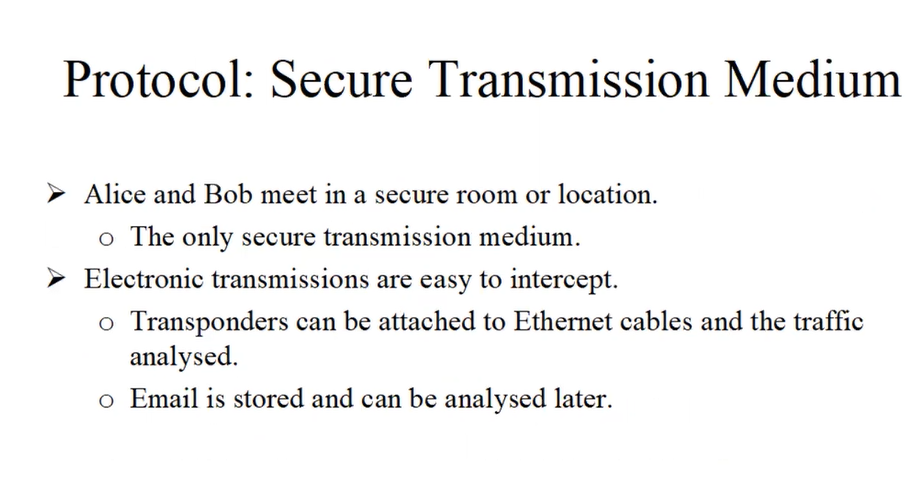 Protocol: Secure Transmission Medium
➢ Alice and Bob meet in a secure room or location.
o The only secure transmission medium.
➢ Electronic transmissions are easy to intercept.
o Transponders can be attached to Ethernet cables and the traffic
analysed.
o Email is stored and can be analysed later.